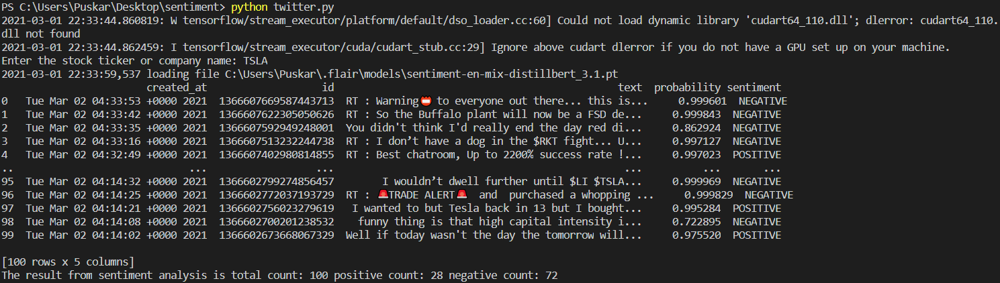 PS C:\Users\Puskar\Desktop\sentiment> python twitter.py
2021-03-01 22:33:44.860819: W tensorflow/stream_executor/platform/default/dso_loader.cc:60] Could not load dynamic library 'cudart64_110.dll'; dlerror: cudart64_110.
dll not found
2021-03-01 22:33:44.862459: I tensorflow/stream_executor/cuda/cudart_stub.cc:29] Ignore above cudart dlerror if you do not have a GPU set up on your machine.
Enter the stock ticker or company name: TSLA
2021-03-01 22:33:59,537 loading file C:\Users\Puskar\.flair\models\sentiment-en-mix-distillbert_3.1.pt
created_at id text probability sentiment
0 Tue Mar 02 04:33:53 +0000 2021 1366607669587443713 RT : Warning📛 to everyone out there... this is... 0.999601 NEGATIVE
1 Tue Mar 02 04:33:42 +0000 2021 1366607622305050626 RT : So the Buffalo plant will now be a FSD de... 0.999843 NEGATIVE
2 Tue Mar 02 04:33:35 +0000 2021 1366607592949248001 You didn't think I'd really end the day red di... 0.862924 NEGATIVE
3 Tue Mar 02 04:33:16 +0000 2021 1366607513232244738 RT : I don’t have a dog in the $RKT fight... U... 0.997127 NEGATIVE
4 Tue Mar 02 04:32:49 +0000 2021 1366607402980814855 RT : Best chatroom, Up to 2200% success rate !... 0.997023 POSITIVE
.. ... ... ... ... ...
95 Tue Mar 02 04:14:32 +0000 2021 1366602799274856457 I wouldn’t dwell further until $LI $TSLA... 0.999969 NEGATIVE
96 Tue Mar 02 04:14:25 +0000 2021 1366602772037193729 RT : 🚨TRADE ALERT🚨 and purchased a whopping ... 0.999829 NEGATIVE
97 Tue Mar 02 04:14:21 +0000 2021 1366602756023279619 I wanted to but Tesla back in 13 but I bought... 0.995284 POSITIVE
98 Tue Mar 02 04:14:08 +0000 2021 1366602700201238532 funny thing is that high capital intensity i... 0.722895 NEGATIVE
99 Tue Mar 02 04:14:02 +0000 2021 1366602673668067329 Well if today wasn't the day the tomorrow will... 0.975520 POSITIVE
[100 rows x 5 columns]
The result from sentiment analysis is total count: 100 positive count: 28 negative count: 72